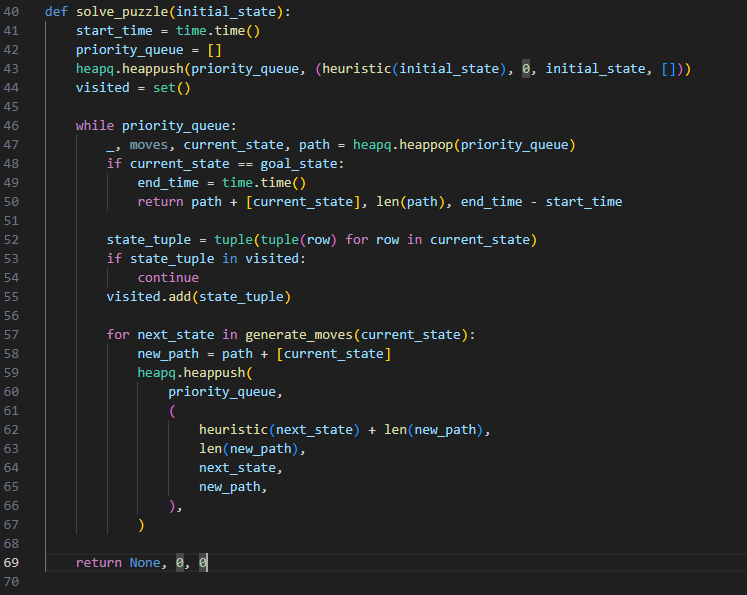 40 def solve_puzzle(initial_state):
41     start_time = time.time()
42     priority_queue = []
43     heapq.heappush(priority_queue, (heuristic(initial_state), 0, initial_state, []))
44     visited = set()
45
46     while priority_queue:
47         _, moves, current_state, path = heapq.heappop(priority_queue)
48         if current_state == goal_state:
49             end_time = time.time()
50             return path + [current_state], len(path), end_time - start_time
51
52         state_tuple = tuple(tuple(row) for row in current_state)
53         if state_tuple in visited:
54             continue
55         visited.add(state_tuple)
56
57         for next_state in generate_moves(current_state):
58             new_path = path + [current_state]
59             heapq.heappush(
60                 priority_queue,
61                 (
62                     heuristic(next_state) + len(new_path),
63                     len(new_path),
64                     next_state,
65                     new_path,
66                 ),
67             )
68
69     return None, 0, 0
70